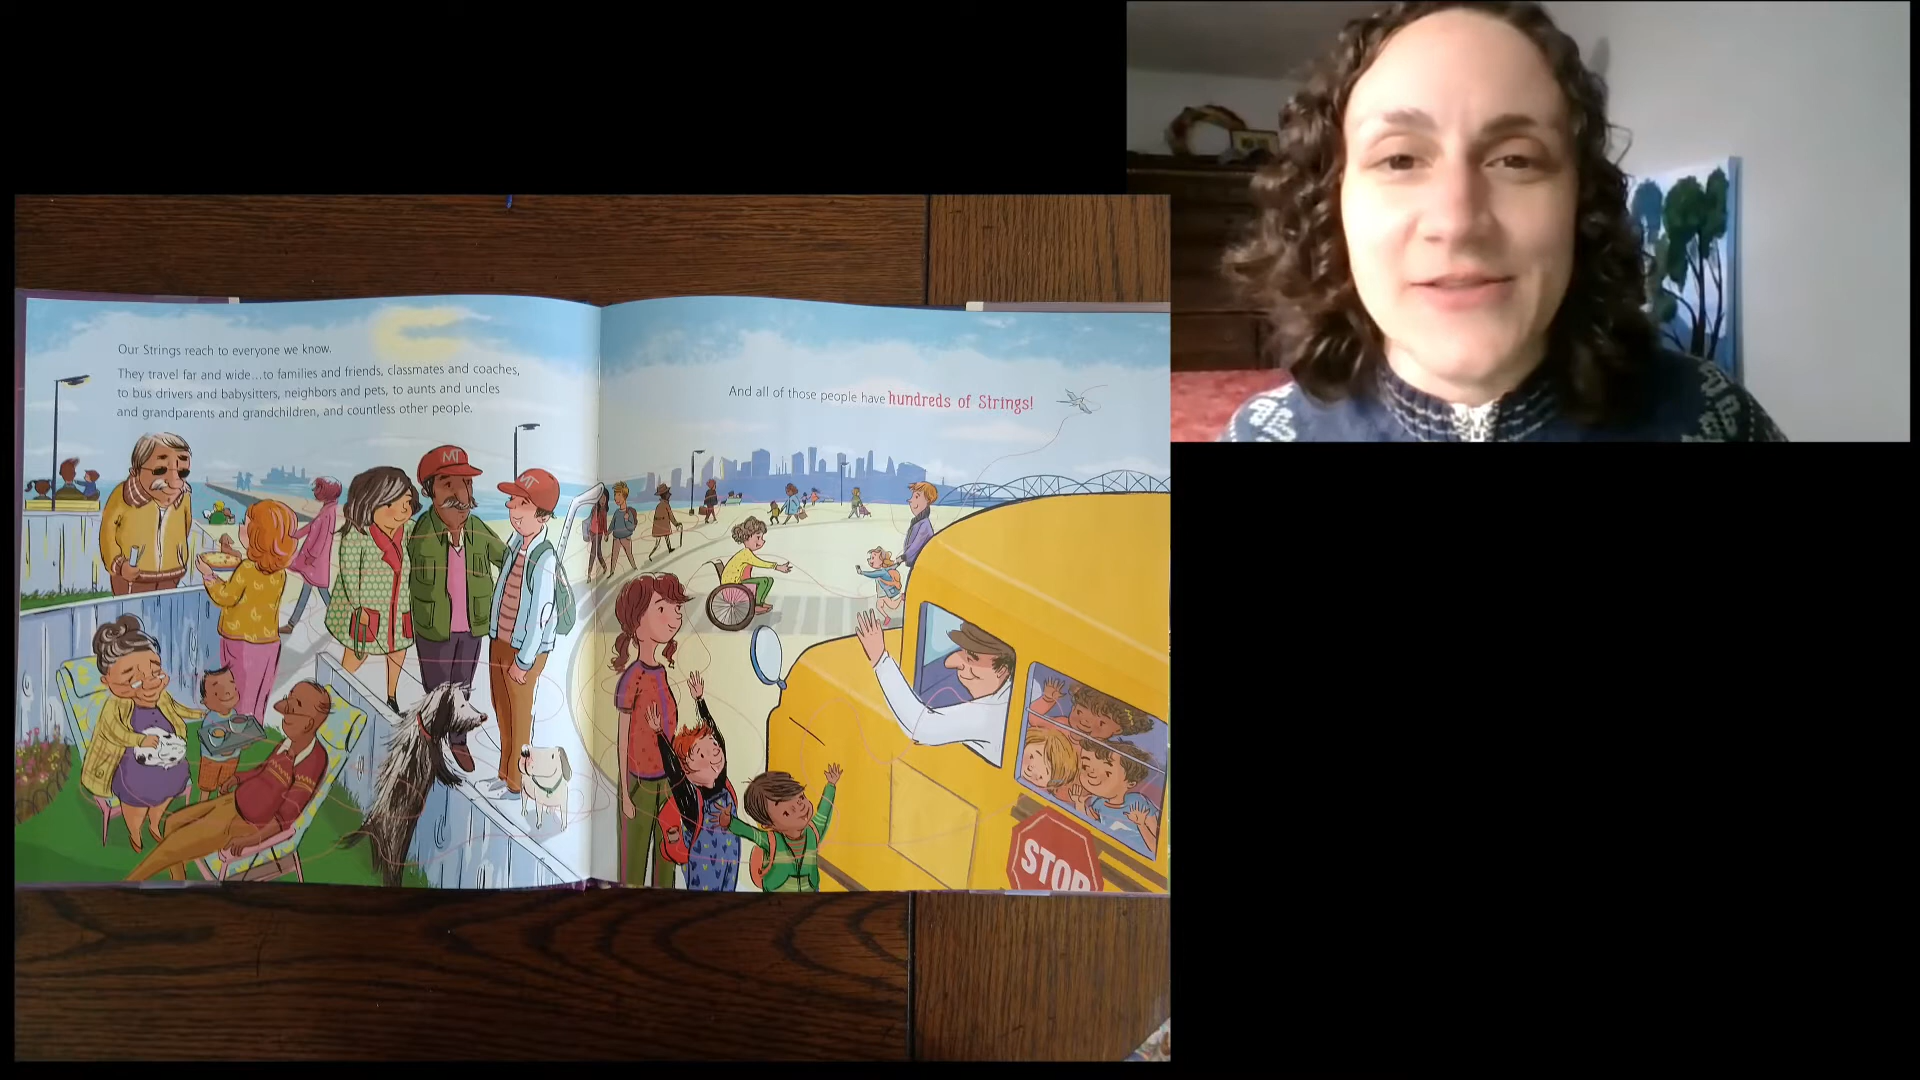 Our Strings reach to everyone we know.
They travel far and wide...to families and friends, classmates and coaches,
to bus drivers and babysitters, neighbors and pets, to aunts and uncles
and grandparents and grandchildren, and countless other people.
And all of those people have hundreds of Strings!
MT
MT
STOP